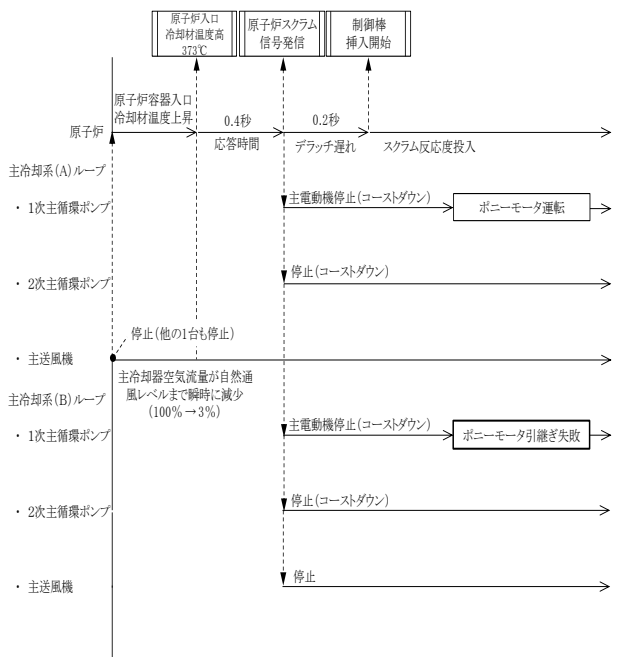 原子炉入口
冷却材温度高
373℃
原子炉スクラム
信号発信
制御棒
挿入開始
原子炉容器入口
冷却材温度上昇
0.4秒
0.2秒
原子炉
応答時間
デラッチ遅れ
スクラム反応度投入
主冷却系(A)ループ
・ 1次主循環ポンプ
主電動機停止(コーストダウン)
ポニーモータ運転
・ 2次主循環ポンプ
停止(コーストダウン)
停止(他の1台も停止)
・ 主送風機
主冷却器空気流量が自然通
風レベルまで瞬時に減少
(100%→3%)
主冷却系(B)ループ
・ 1次主循環ポンプ
主電動機停止(コーストダウン)
ポニーモータ引継ぎ失敗
・ 2次主循環ポンプ
停止(コーストダウン)
・ 主送風機
停止